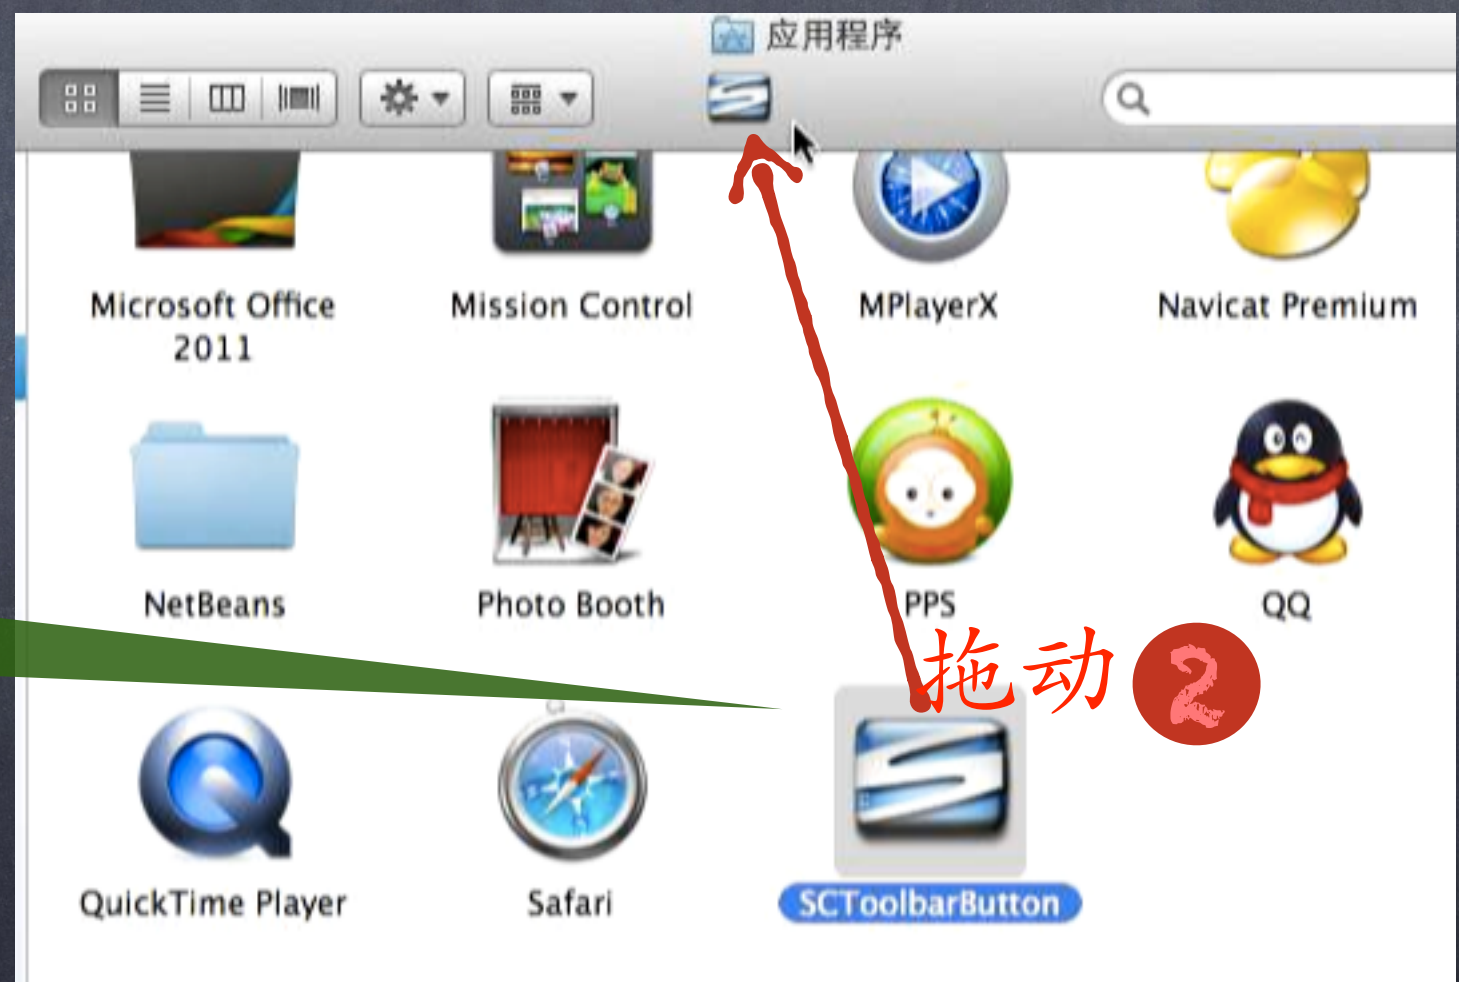 应用程序
Microsoft Office
2011
Mission Control
MPlayerX
Navicat Premium
NetBeans
Photo Booth
PPS
QQ
拖动 2
QuickTime Player
Safari
SCToolbarButton